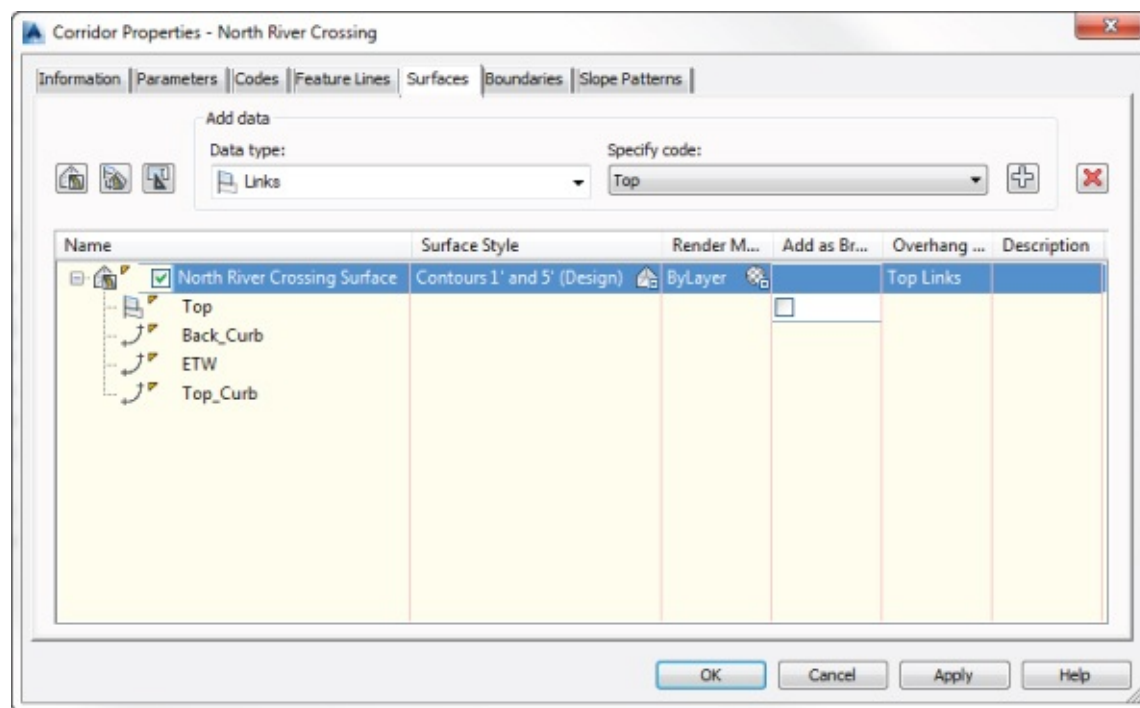 Corridor Properties - North River Crossing
Information Parameters Codes Feature Lines Surfaces Boundaries Slope Patterns
Add data
Data type: Specify code:
Links Top
Name Surface Style Render M... Add as Br... Overhang ... Description
North River Crossing Surface Contours 1' and 5' (Design) ByLayer Top Links
Top
Back_Curb
ETW
Top_Curb
OK Cancel Apply Help